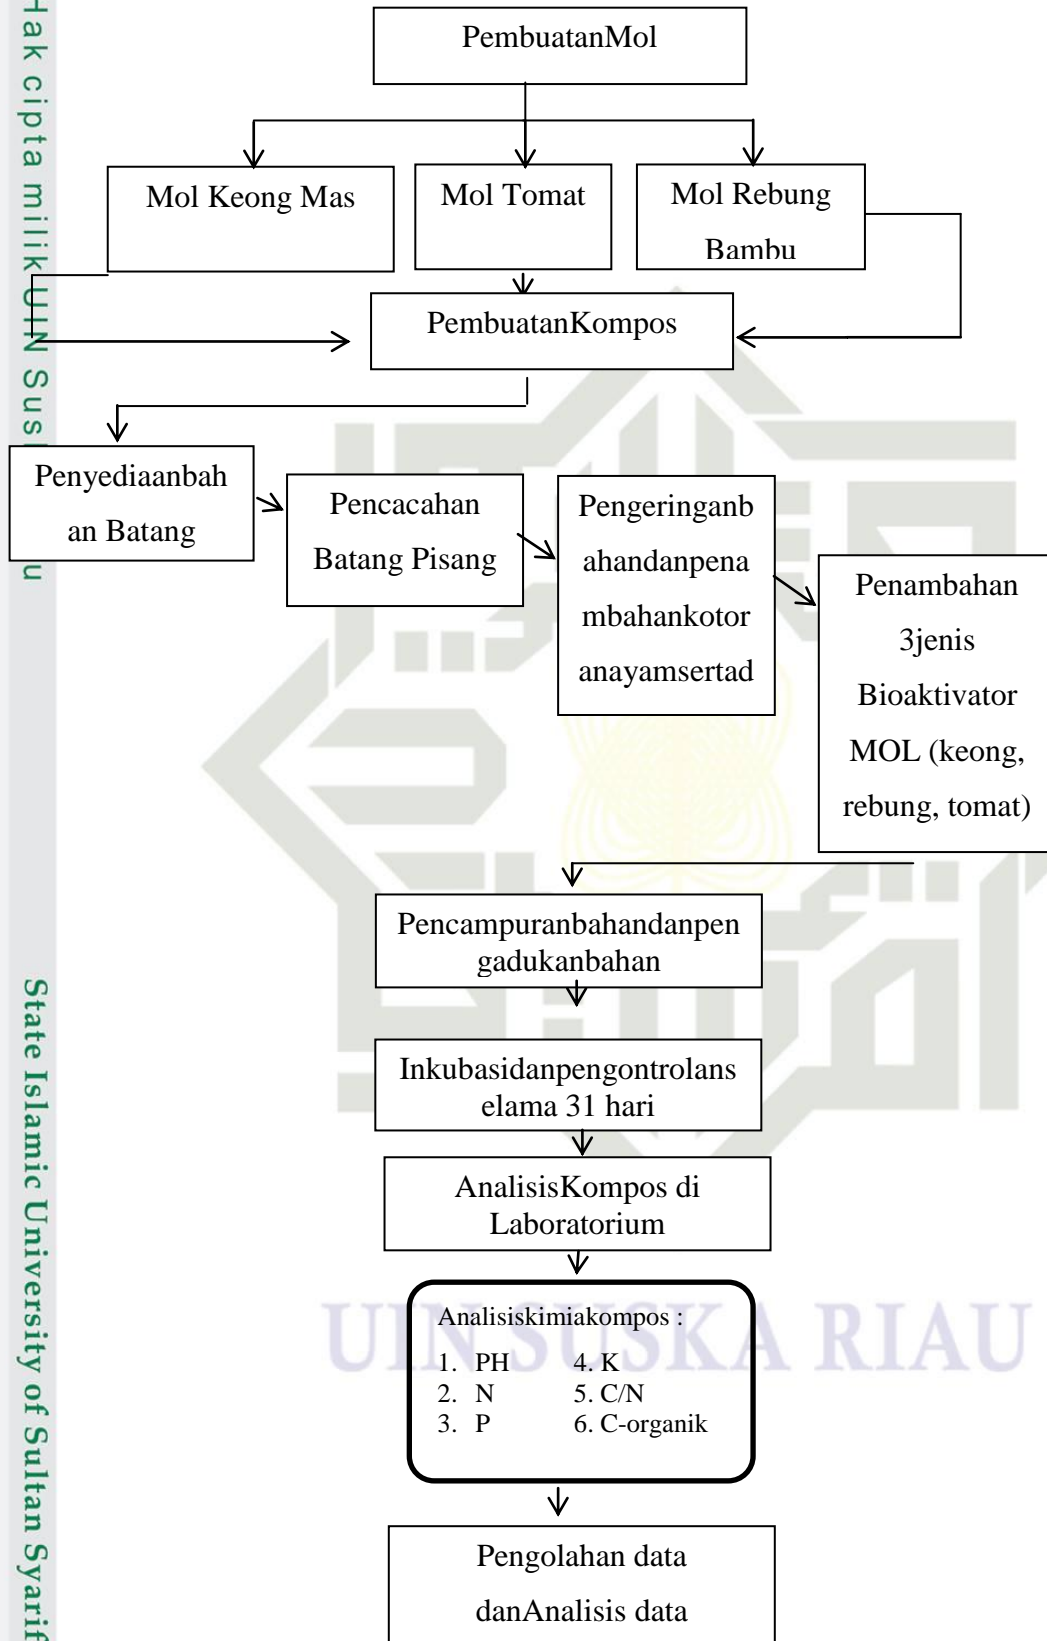 PembuatanMol
Mol Keong Mas
Mol Tomat
Mol Rebung
Bambu
PembuatanKompos
Penyediaanbah
an Batang
Pencacahan
Batang Pisang
Pengeringanb
ahandanpena
mbahankotor
anayamsertad
Penambahan
3jenis
Bioaktivator
MOL (keong,
rebung, tomat)
Pencampuranbahandanpen
gadukanbahan
Inkubasidanpengontrolans
elama 31 hari
AnalisisKompos di
Laboratorium
Analisiskimiakompos :
1. PH 4. K
2. N 5. C/N
3. P 6. C-organik
Pengolahan data
danAnalisis data
Hak cipta milik UIN Sus
u
State Islamic University of Sultan Syarif
UIN SUSKA RIAU